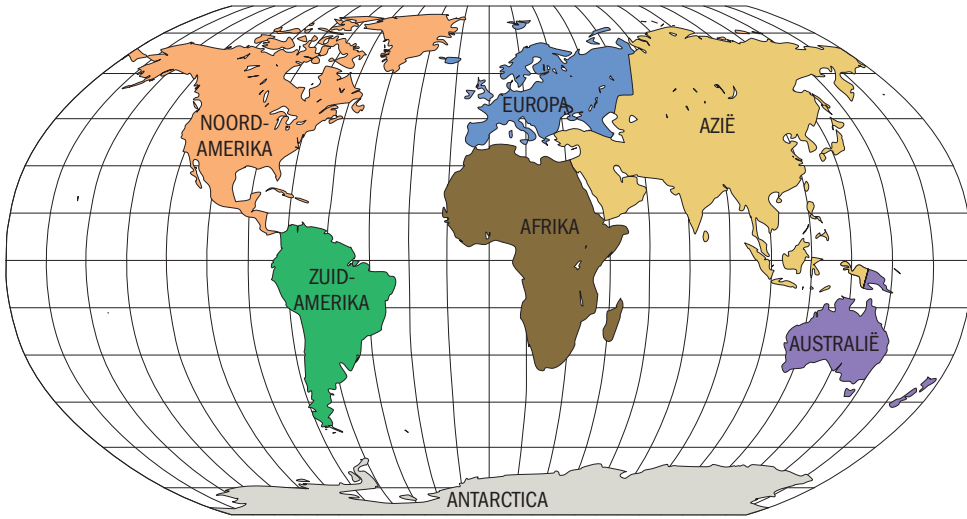 NOORD-
AMERIKA
EUROPA
AZIË
AFRIKA
ZUID-
AMERIKA
AUSTRALIË
ANTARCTICA